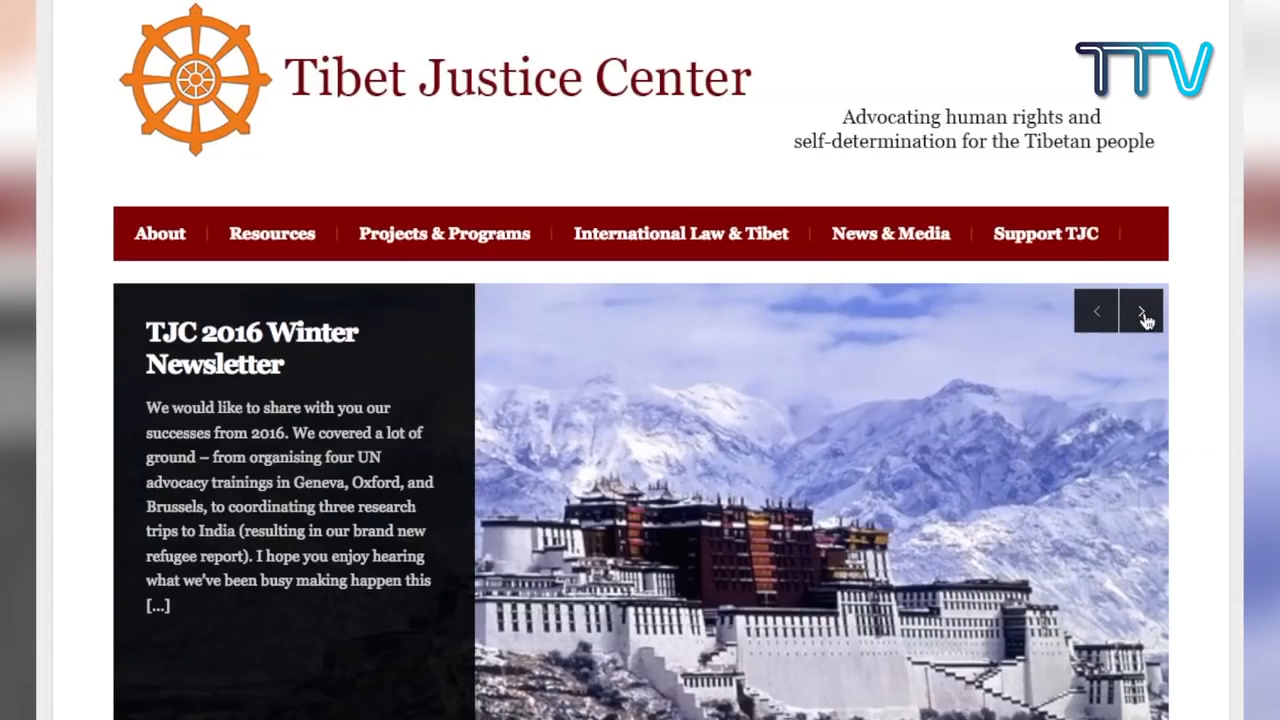 Tibet Justice Center
TTV
Advocating human rights and
self-determination for the Tibetan people
About
Resources
Projects & Programs
International Law & Tibet
News & Media
Support TJC
TJC 2016 Winter
Newsletter
We would like to share with you our
successes from 2016. We covered a lot of
ground – from organising four UN
advocacy trainings in Geneva, Oxford, and
Brussels, to coordinating three research
trips to India (resulting in our brand new
refugee report). I hope you enjoy hearing
what we've been busy making happen this
[...]